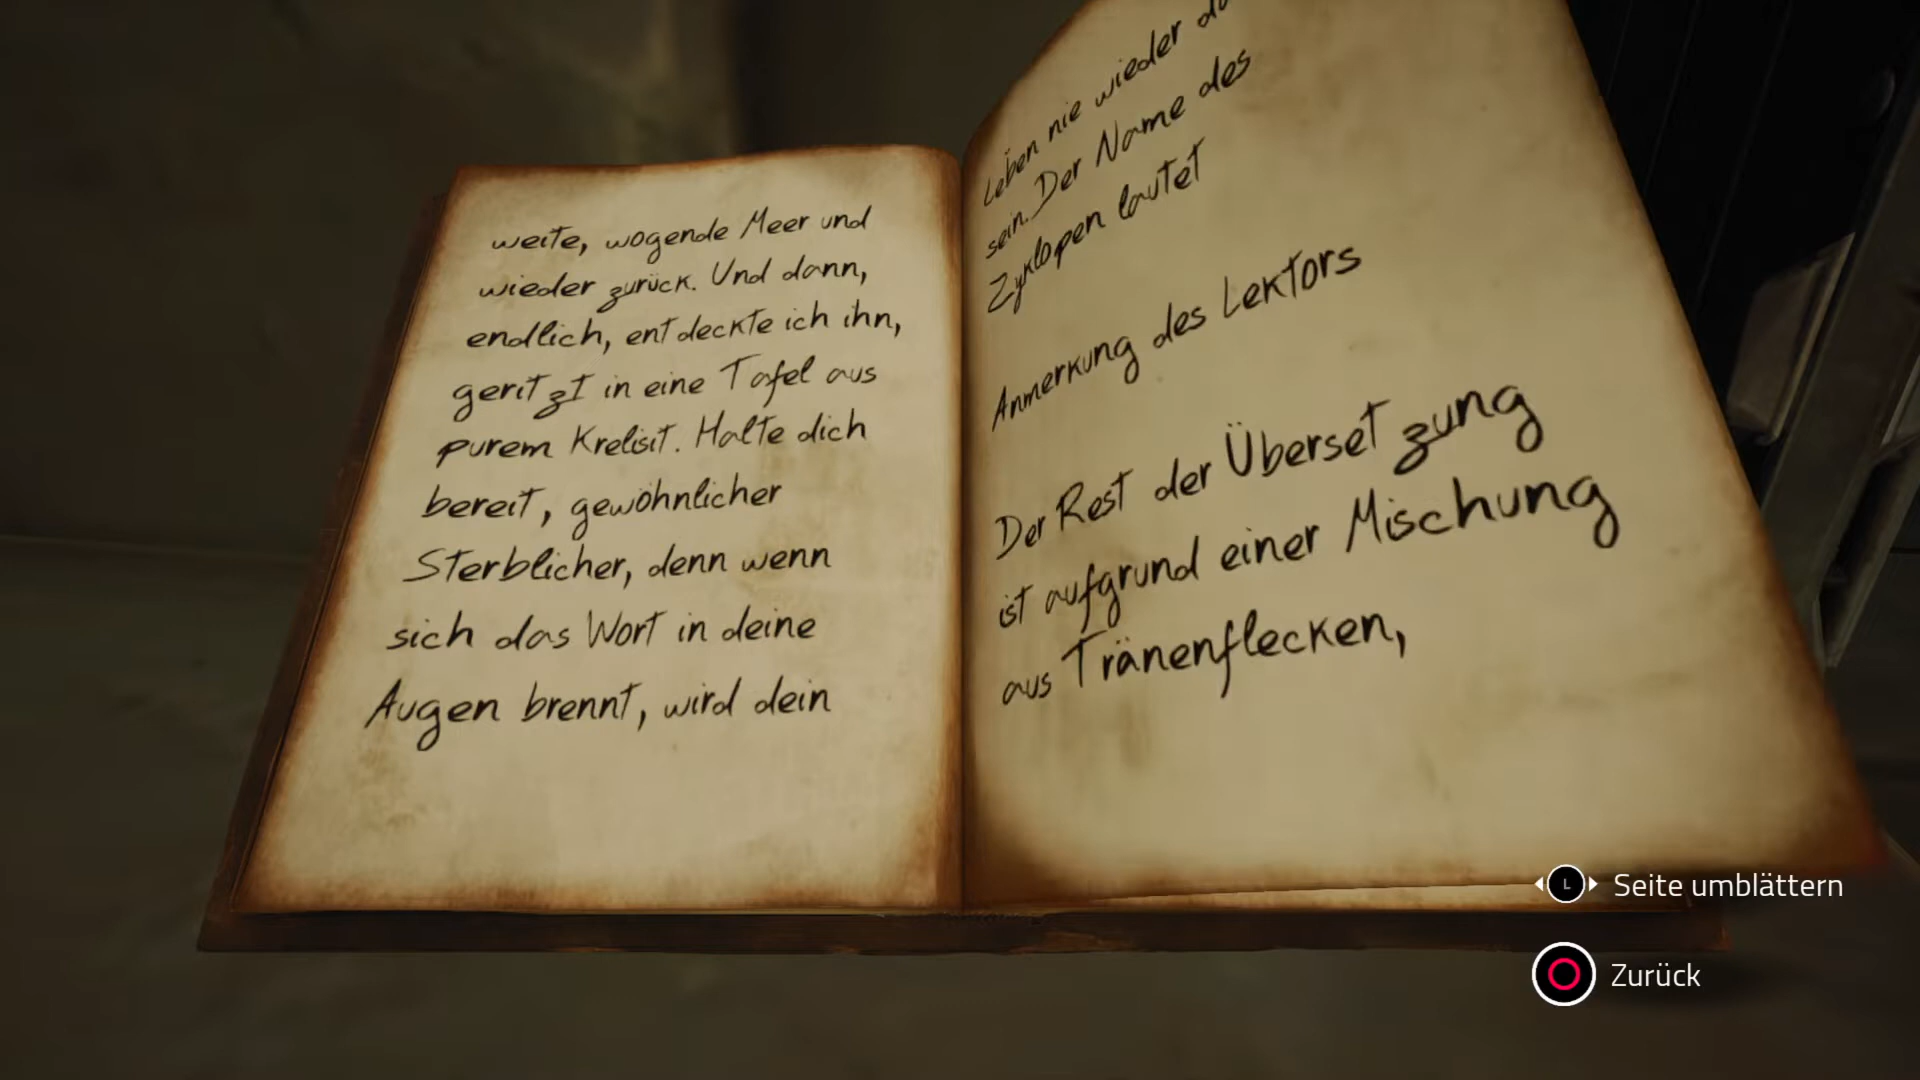 weite, wogende Meer und
wieder zurück. Und dann,
endlich, entdeckte ich ihn,
geritzt in eine Tafel aus
purem Krelisit. Halte dich
bereit, gewöhnlicher
Sterblicher, denn wenn
sich das Wort in deine
Augen brennt, wird dein
Leben nie wieder
sein. Der Name des
Zyklopen lautet
Anmerkung des Lektors
Der Rest der Übersetzung
ist aufgrund einer Mischung
aus Tränenflecken,
L Seite umblättern
Zurück